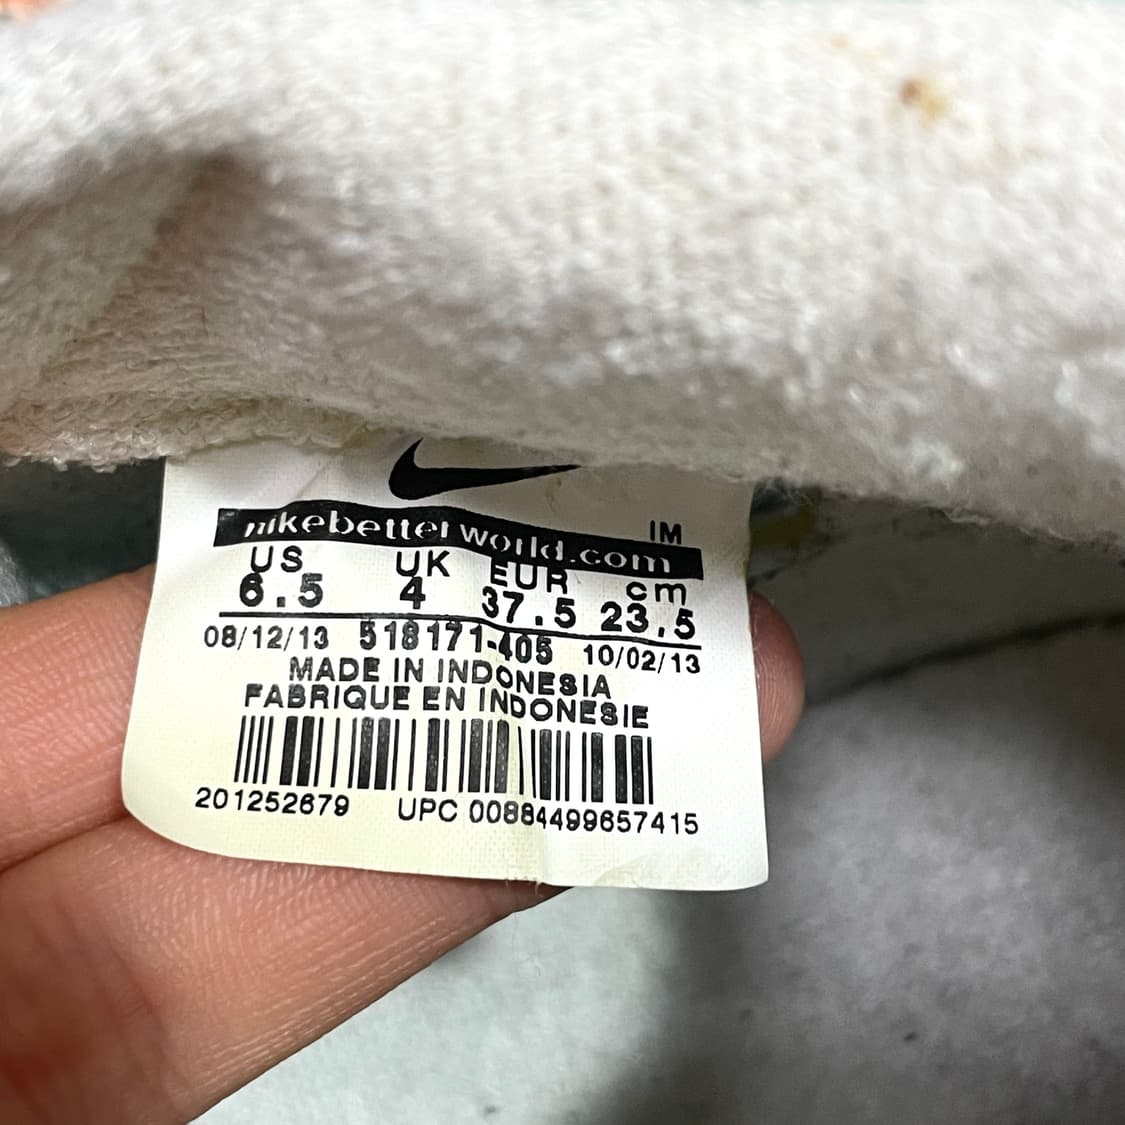 nikebetterworld.com IM
US UK EUR cm
6.5 4 37.5 23.5
08/12/13 518171-405 10/02/13
MADE IN INDONESIA
FABRIQUE EN INDONESIE
201252679 UPC 00884499657415